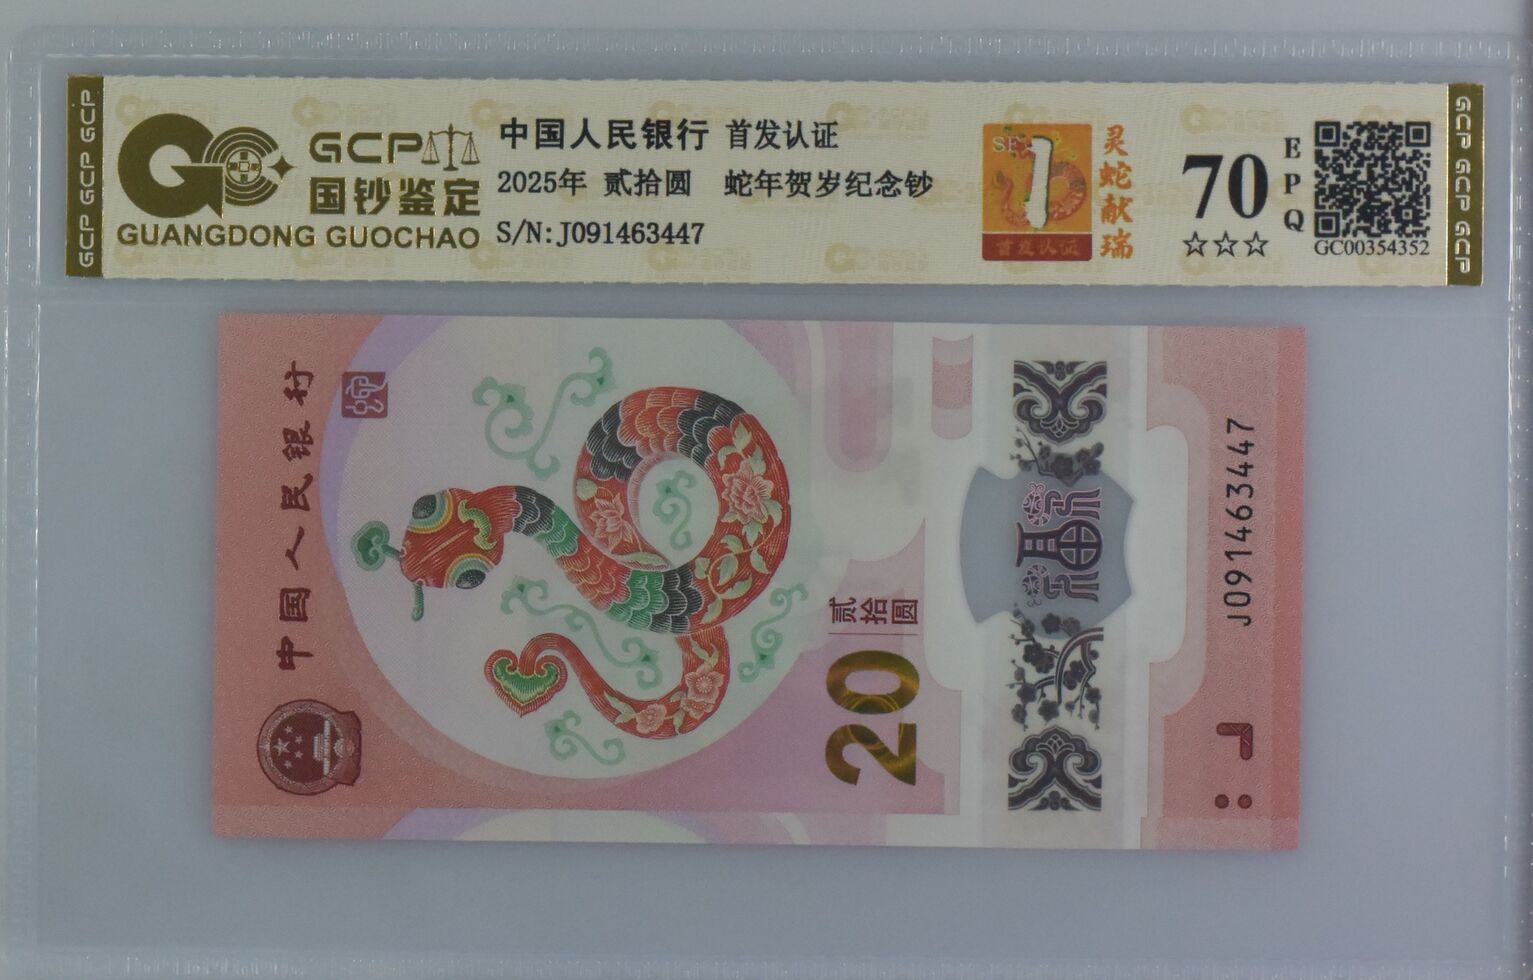 GCP GCP GCP
GCP
国钞鉴定
GUANGDONG GUOCHAO
中国人民银行 首发认证
2025年 贰拾圆 蛇年贺岁纪念钞
S/N:J091463447
1
首发认证
灵蛇献瑞
70
EPQ
☆☆☆
GC00354352
GCP GCP GCP
中国人民银行
蛇
贰拾圆
20
福
J091463447